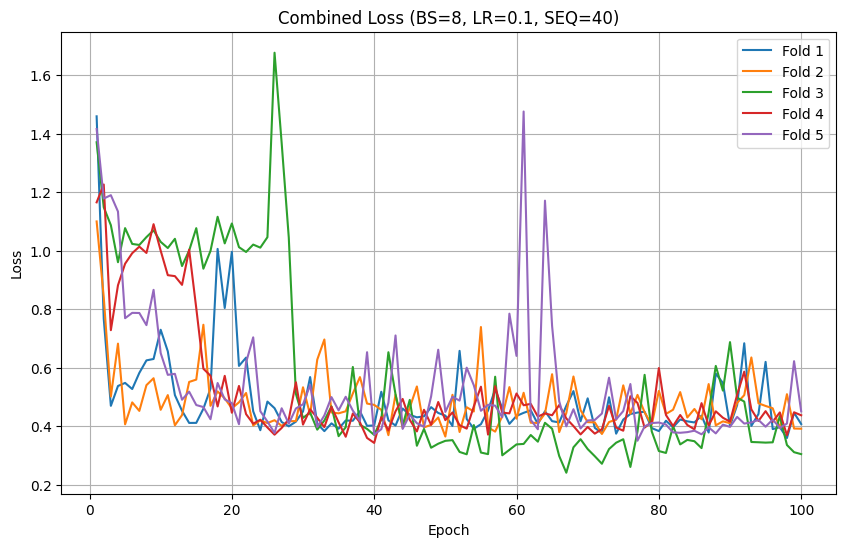 Combined Loss (BS=8, LR=0.1, SEQ=40)
Fold 1
Fold 2
Fold 3
Fold 4
Fold 5
Loss
1.6
1.4
1.2
1.0
0.8
0.6
0.4
0.2
0
20
40
60
80
100
Epoch